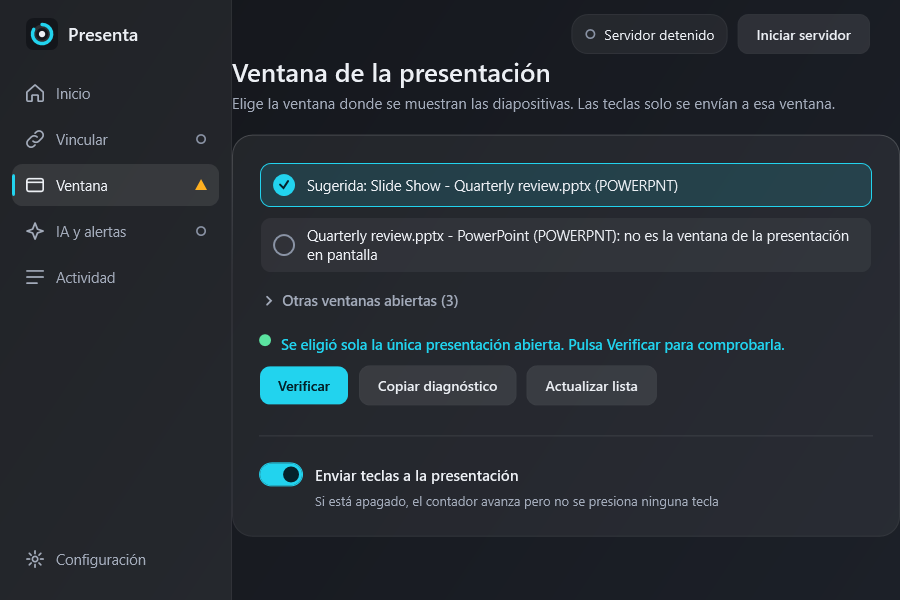 Presenta
Servidor detenido
Iniciar servidor
Inicio
Vincular
Ventana
IA y alertas
Actividad
Configuración
Ventana de la presentación
Elige la ventana donde se muestran las diapositivas. Las teclas solo se envían a esa ventana.
Sugerida: Slide Show - Quarterly review.pptx (POWERPNT)
Quarterly review.pptx - PowerPoint (POWERPNT): no es la ventana de la presentación
en pantalla
Otras ventanas abiertas (3)
Se eligió sola la única presentación abierta. Pulsa Verificar para comprobarla.
Verificar
Copiar diagnóstico
Actualizar lista
Enviar teclas a la presentación
Si está apagado, el contador avanza pero no se presiona ninguna tecla